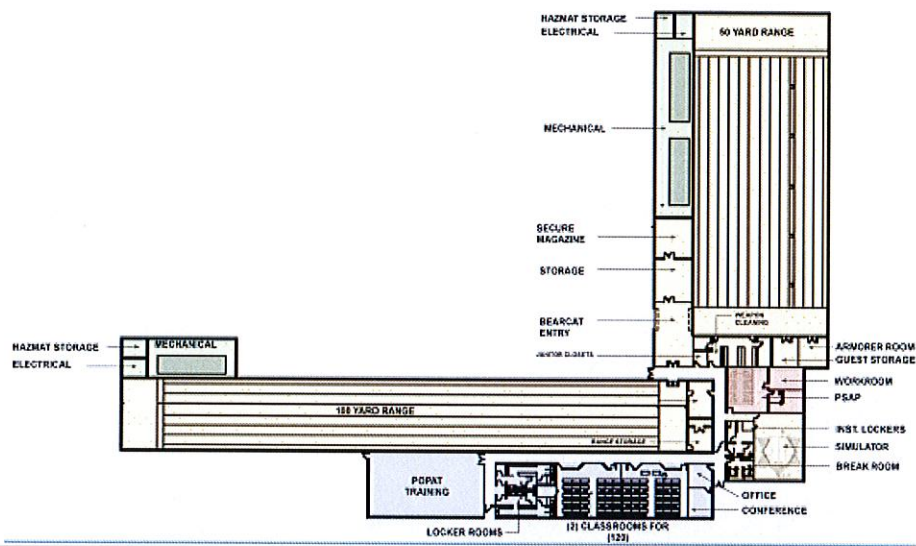 HAZMAT STORAGE
ELECTRICAL
50 YARD RANGE
MECHANICAL
SECURE
MAGAZINE
STORAGE
BEARCAT
ENTRY
WEAPON
CLEANING
JANITOR CLOSETS
ARMORER ROOM
GUEST STORAGE
WORKROOM
PSAP
INST. LOCKERS
SIMULATOR
BREAK ROOM
HAZMAT STORAGE
ELECTRICAL
MECHANICAL
100 YARD RANGE
RANGE STORAGE
POPAT
TRAINING
OFFICE
CONFERENCE
LOCKER ROOMS
(2) CLASSROOMS FOR
(120)